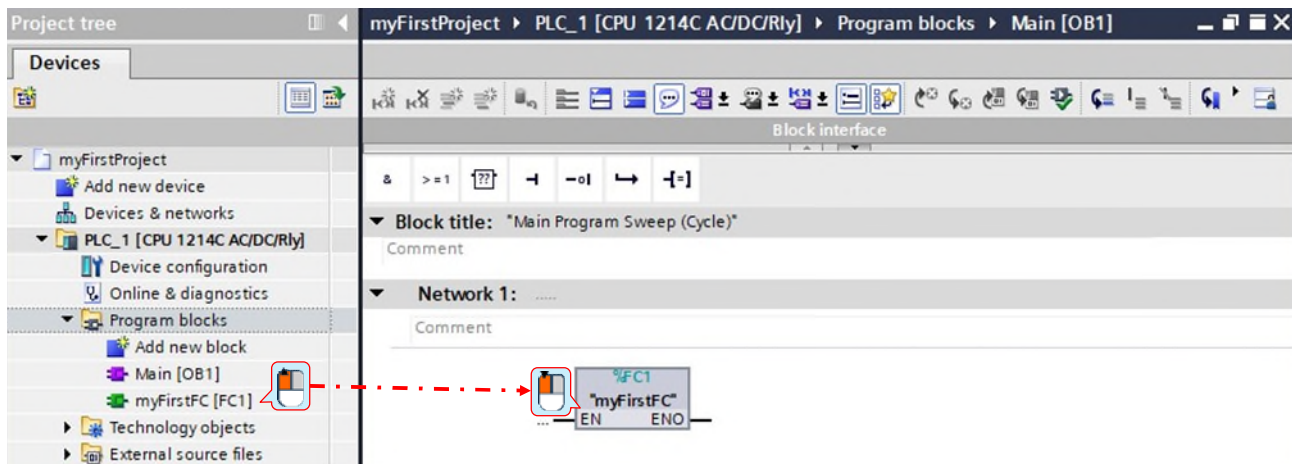 Project tree
myFirstProject ▸ PLC_1 [CPU 1214C AC/DC/Rly] ▸ Program blocks ▸ Main [OB1]
Devices
Block interface
myFirstProject
Add new device
Devices & networks
PLC_1 [CPU 1214C AC/DC/Rly]
Device configuration
Online & diagnostics
Program blocks
Add new block
Main [OB1]
myFirstFC [FC1]
Technology objects
External source files
& >=1 ?? -o| -[=]
Block title: "Main Program Sweep (Cycle)"
Comment
Network 1: .....
Comment
%FC1
"myFirstFC"
... EN ENO